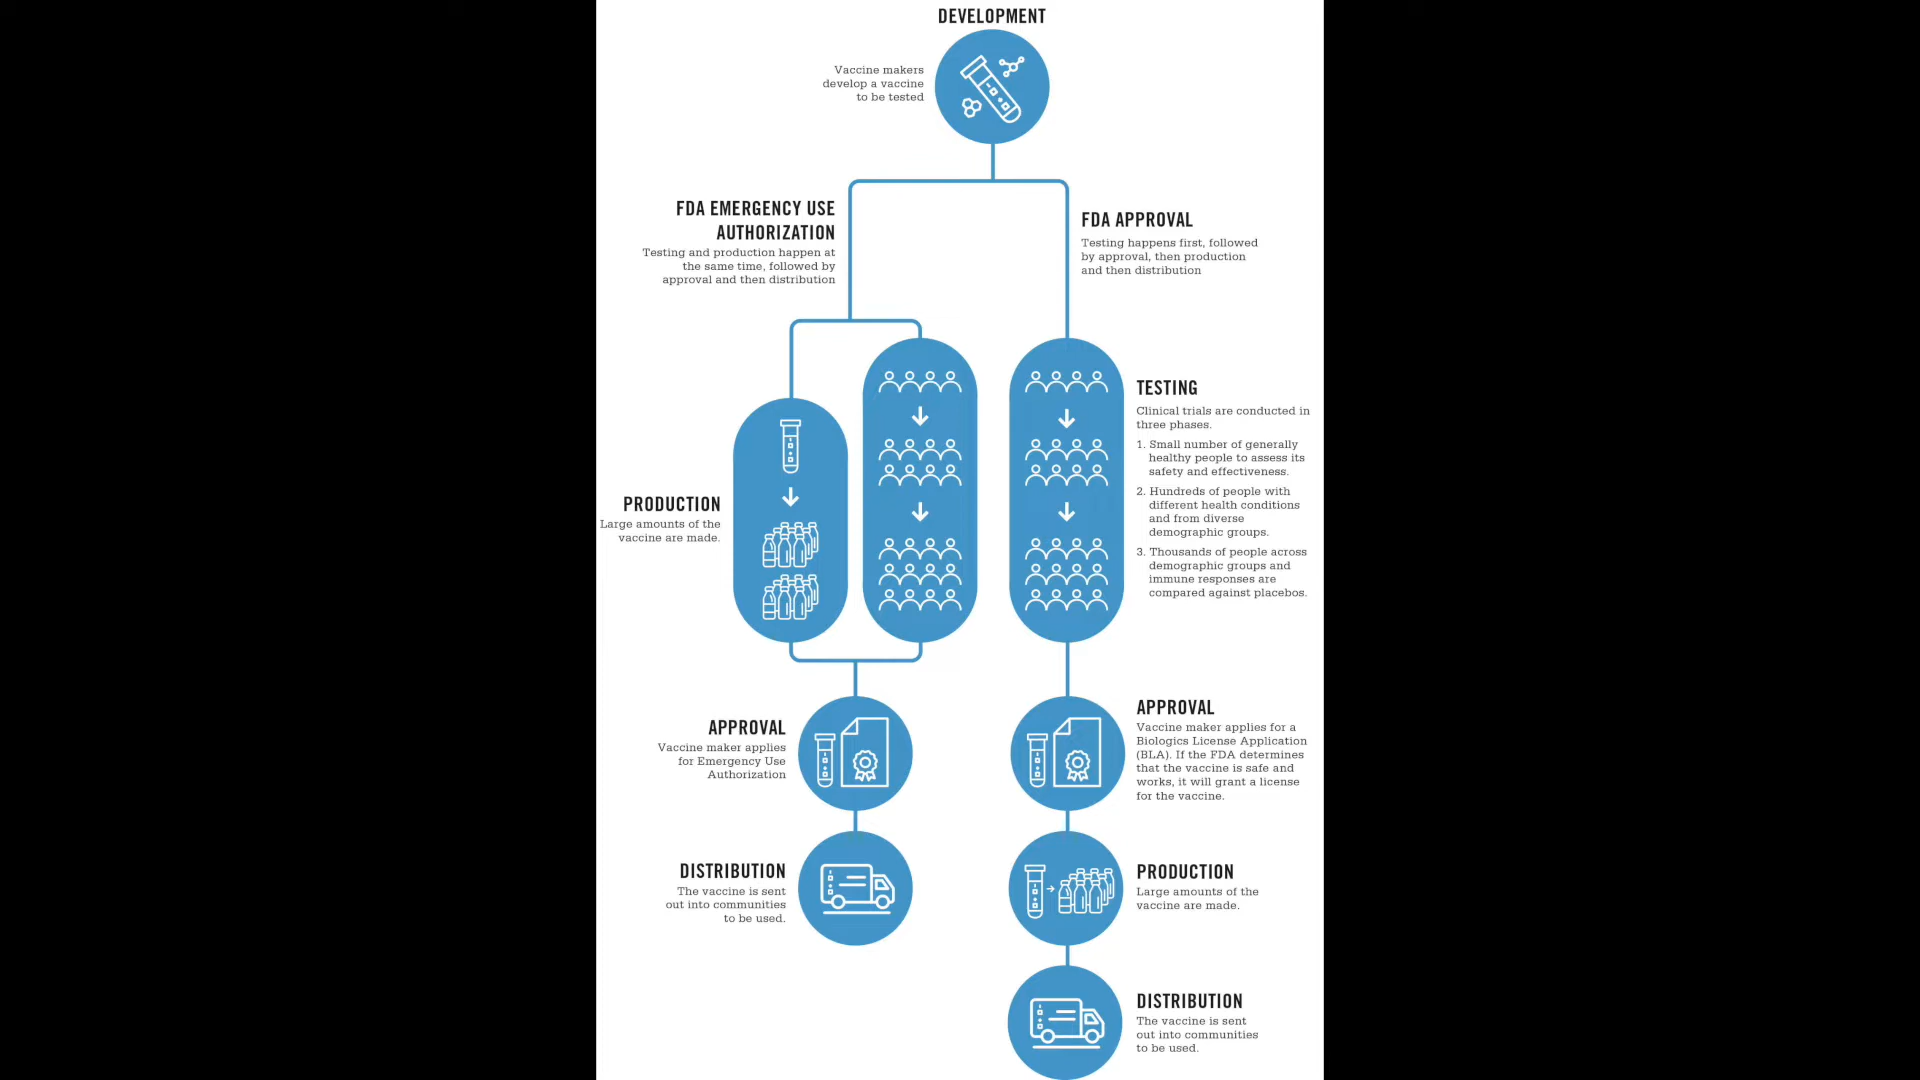 DEVELOPMENT
Vaccine makers
develop a vaccine
to be tested
FDA EMERGENCY USE
AUTHORIZATION
Testing and production happen at
the same time, followed by
approval and then distribution
FDA APPROVAL
Testing happens first, followed
by approval, then production
and then distribution
PRODUCTION
Large amounts of the
vaccine are made.
TESTING
Clinical trials are conducted in
three phases.
1. Small number of generally
healthy people to assess its
safety and effectiveness.
2. Hundreds of people with
different health conditions
and from diverse
demographic groups.
3. Thousands of people across
demographic groups and
immune responses are
compared against placebos.
APPROVAL
Vaccine maker applies
for Emergency Use
Authorization
APPROVAL
Vaccine maker applies for a
Biologics License Application
(BLA). If the FDA determines
that the vaccine is safe and
works, it will grant a license
for the vaccine.
DISTRIBUTION
The vaccine is sent
out into communities
to be used.
PRODUCTION
Large amounts of the
vaccine are made.
DISTRIBUTION
The vaccine is sent
out into communities
to be used.